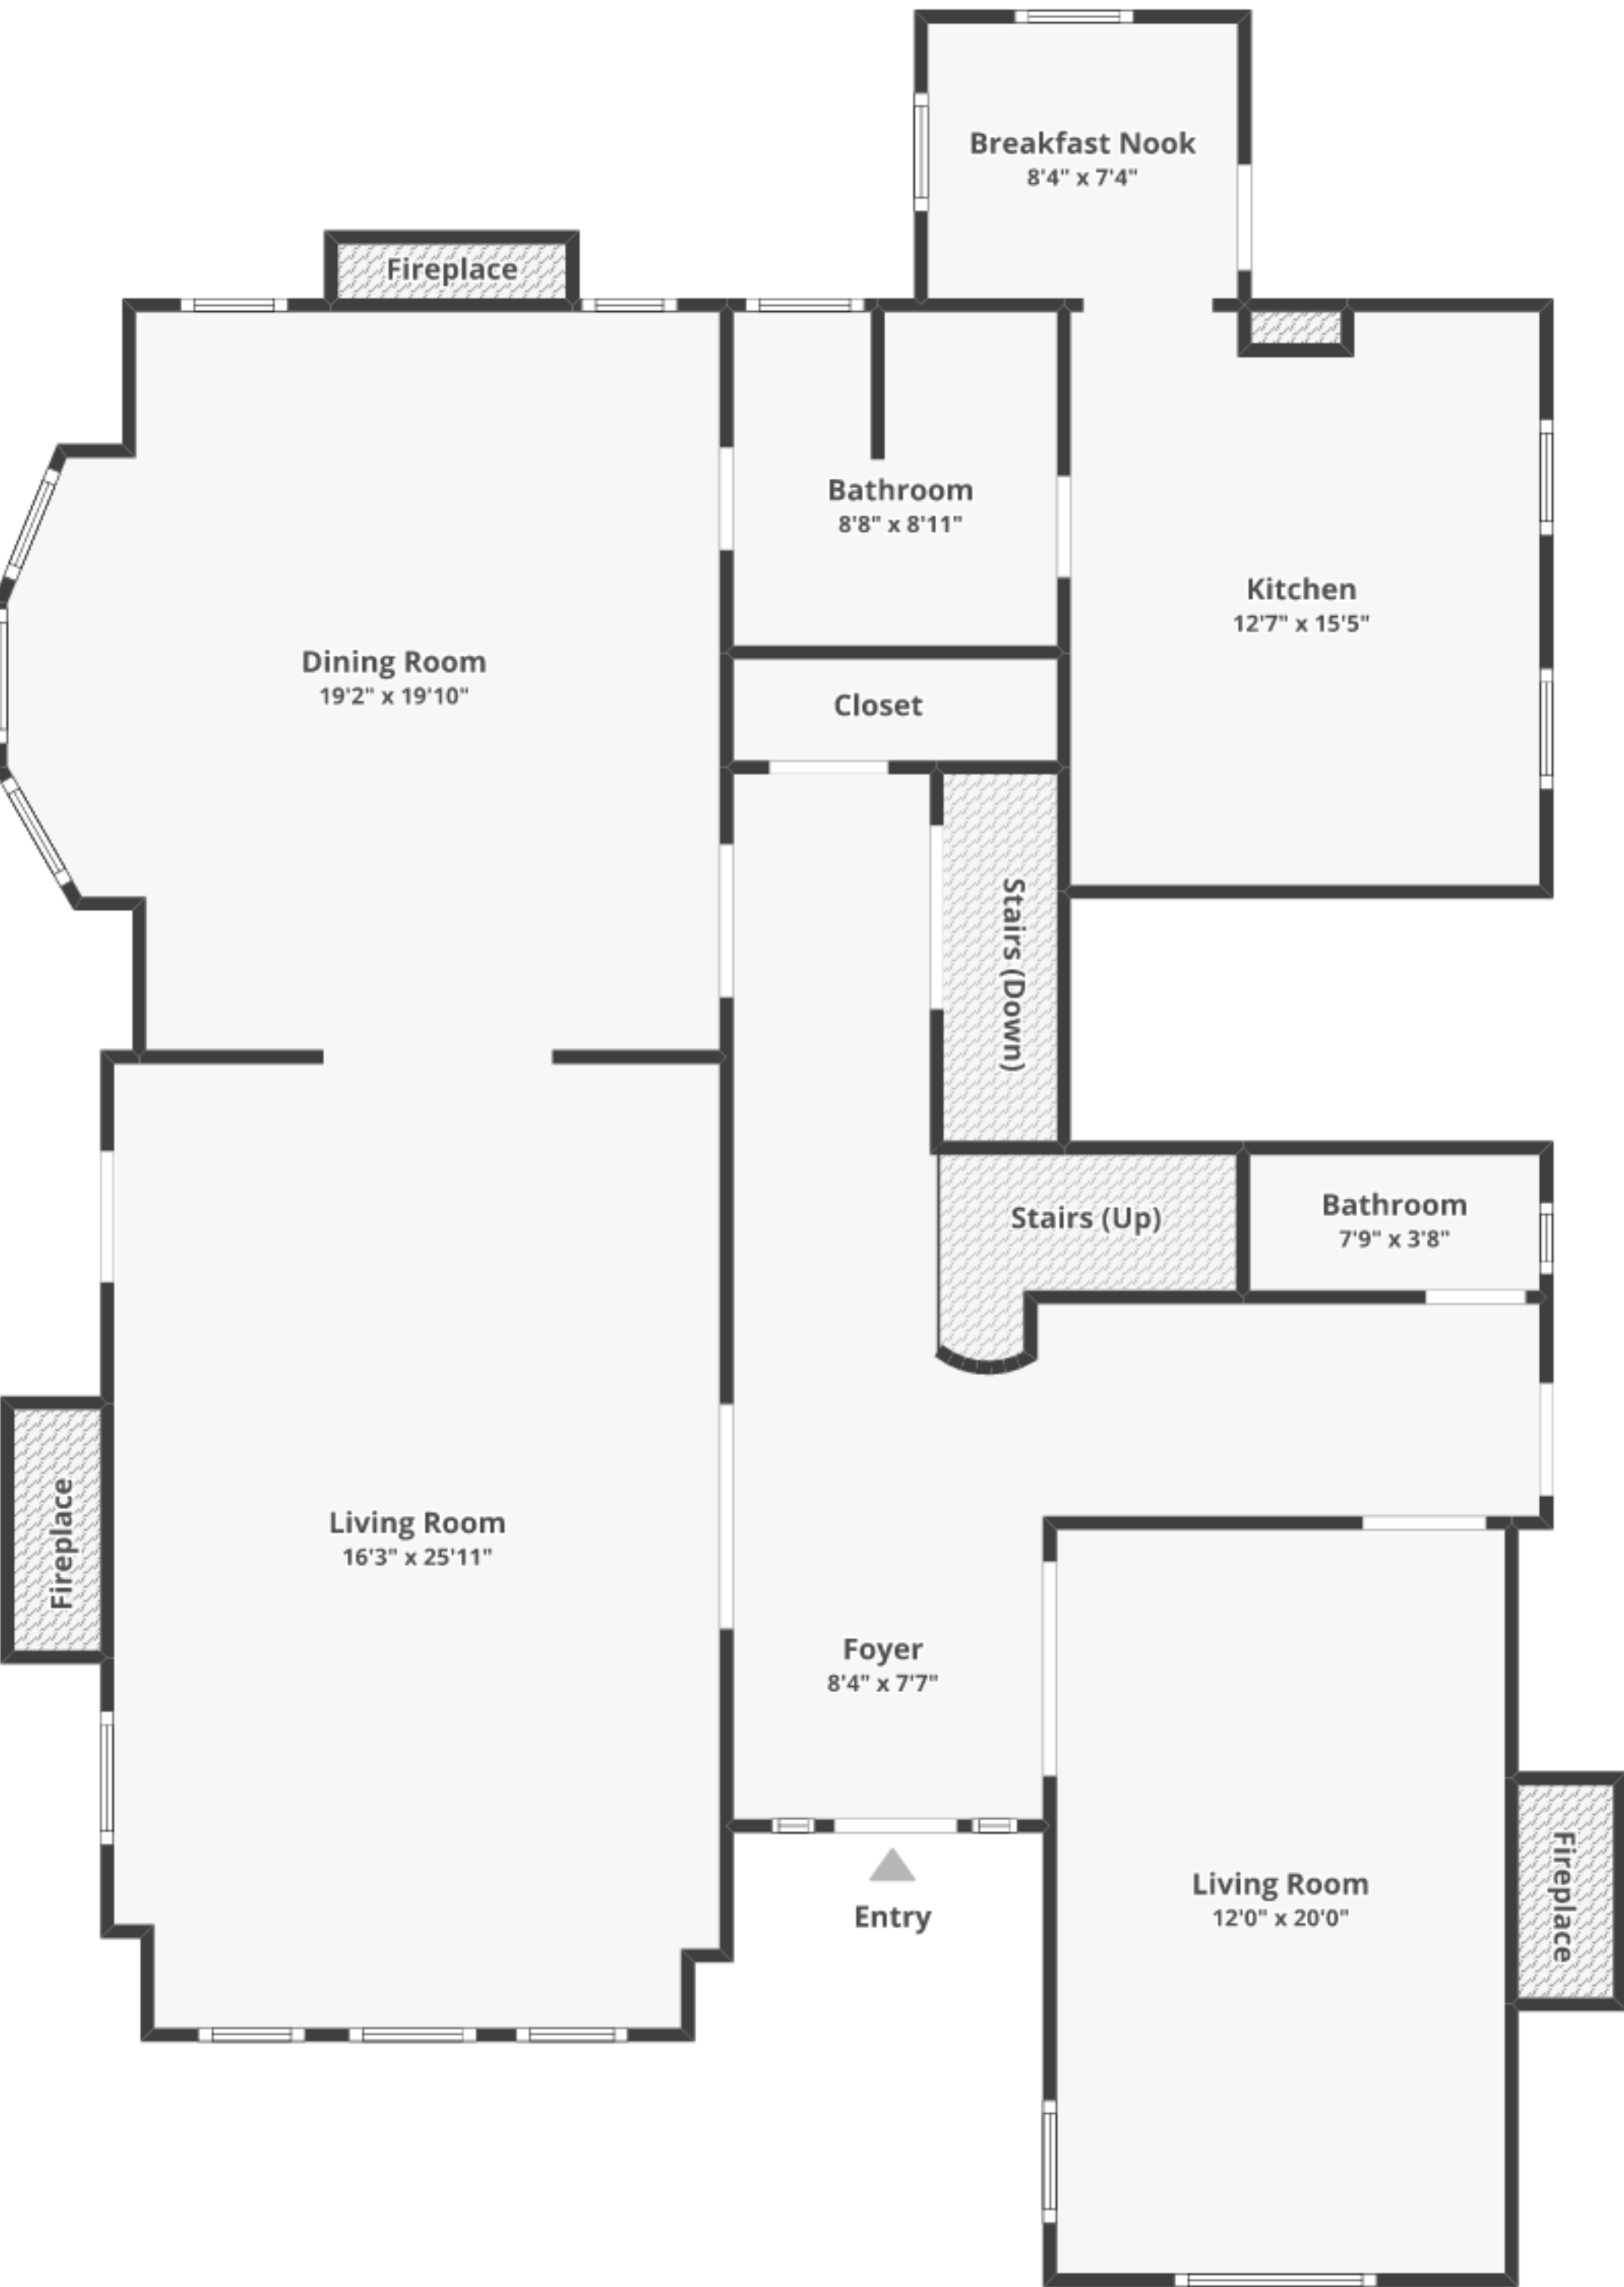 Breakfast Nook
8'4" x 7'4"
Fireplace
Bathroom
8'8" x 8'11"
Kitchen
12'7" x 15'5"
Dining Room
19'2" x 19'10"
Closet
Stairs (Down)
Stairs (Up)
Bathroom
7'9" x 3'8"
Fireplace
Living Room
16'3" x 25'11"
Foyer
8'4" x 7'7"
Entry
Living Room
12'0" x 20'0"
Fireplace